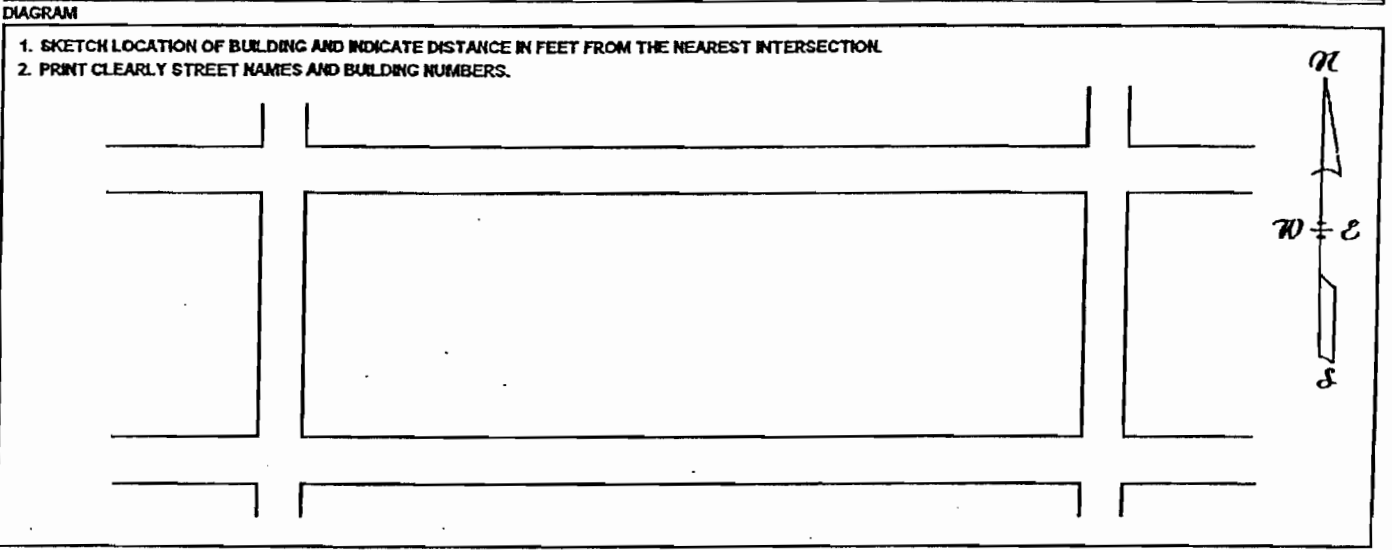 DIAGRAM
1. SKETCH LOCATION OF BUILDING AND INDICATE DISTANCE IN FEET FROM THE NEAREST INTERSECTION.
2. PRINT CLEARLY STREET NAMES AND BUILDING NUMBERS.
N
W E
S